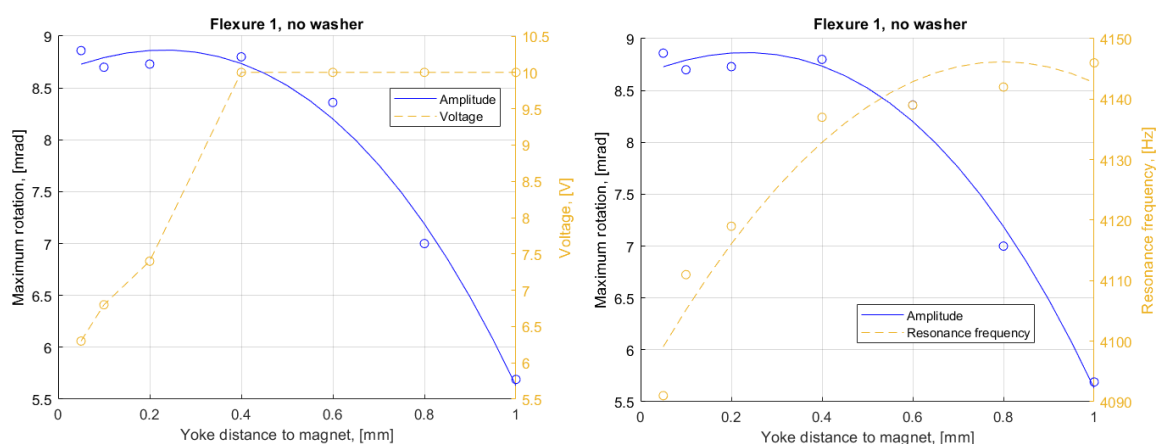 Flexure 1, no washer
9
8.5
8
7.5
7
6.5
6
5.5
Maximum rotation, [mrad]
10.5
10
9.5
9
8.5
8
7.5
7
6.5
6
5.5
Voltage, [V]
Amplitude
Voltage
0 0.2 0.4 0.6 0.8 1
Yoke distance to magnet, [mm]
Flexure 1, no washer
9
8.5
8
7.5
7
6.5
6
5.5
Maximum rotation, [mrad]
4150
4140
4130
4120
4110
4100
4090
Resonance frequency, [Hz]
Amplitude
Resonance frequency
0 0.2 0.4 0.6 0.8 1
Yoke distance to magnet, [mm]